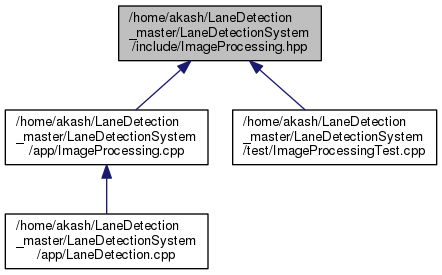 /home/akash/LaneDetection
_master/LaneDetectionSystem
/include/ImageProcessing.hpp
/home/akash/LaneDetection
_master/LaneDetectionSystem
/app/ImageProcessing.cpp
/home/akash/LaneDetection
_master/LaneDetectionSystem
/test/ImageProcessingTest.cpp
/home/akash/LaneDetection
_master/LaneDetectionSystem
/app/LaneDetection.cpp